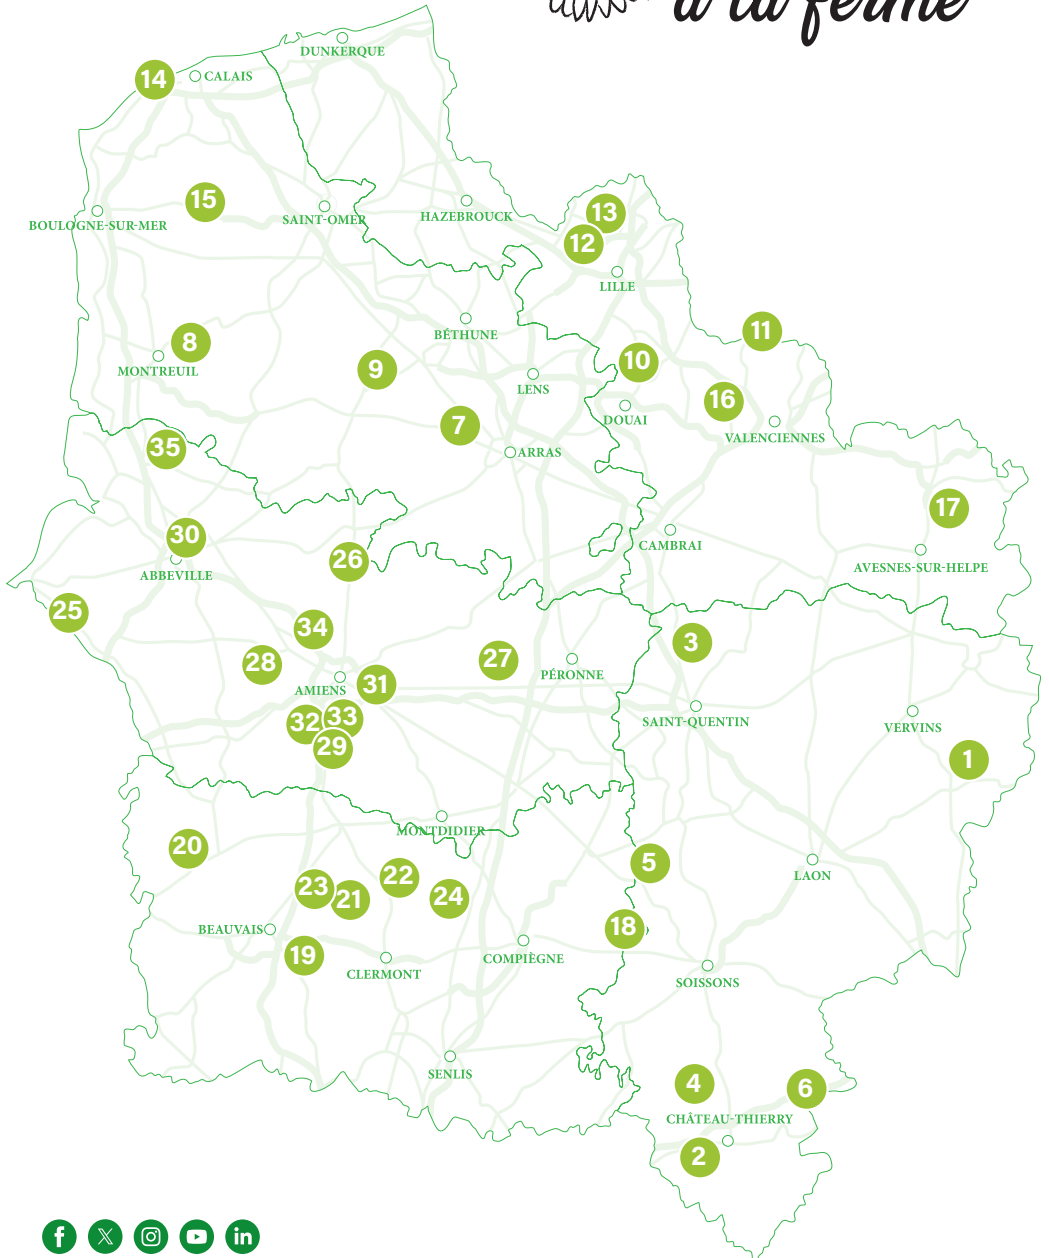 à la ferme
DUNKERQUE
14
CALAIS
15
13
BOULOGNE-SUR-MER
SAINT-OMER
HAZEBROUCK
12
LILLE
11
BÉTHUNE
8
10
MONTREUIL
9
LENS
16
7
DOUAI
VALENCIENNES
35
ARRAS
17
30
CAMBRAI
26
AVESNES-SUR-HELPE
ABBEVILLE
25
34
3
28
27
PÉRONNE
31
AMIENS
32
33
SAINT-QUENTIN
VERVINS
29
1
MONTDIDIER
20
5
22
LAON
23
21
24
BEAUVAIS
18
19
CLERMONT
COMPIÈGNE
SOISSONS
SENLIS
4
6
CHÂTEAU-THIERRY
2
f
X
in